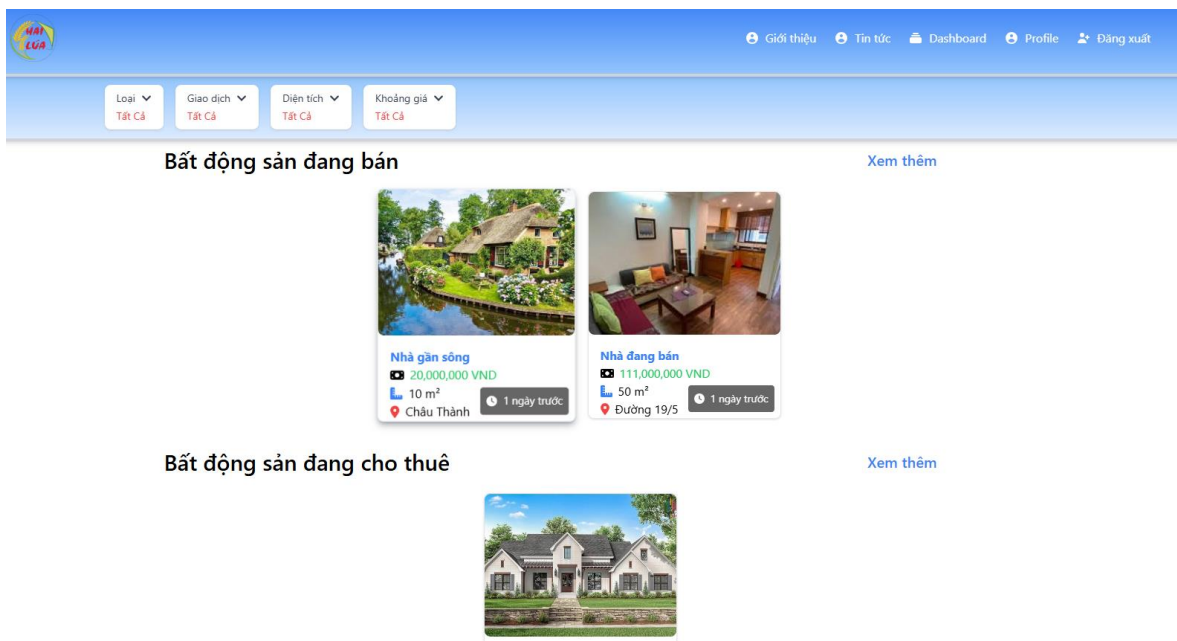 HAI
LÚA
Giới thiệu
Tin tức
Dashboard
Profile
Đăng xuất
Loại
Tất Cả
Giao dịch
Tất Cả
Diện tích
Tất Cả
Khoảng giá
Tất Cả
Bất động sản đang bán
Xem thêm
Nhà gần sông
20,000,000 VND
10 m²
Châu Thành
1 ngày trước
Nhà đang bán
111,000,000 VND
50 m²
Đường 19/5
1 ngày trước
Bất động sản đang cho thuê
Xem thêm